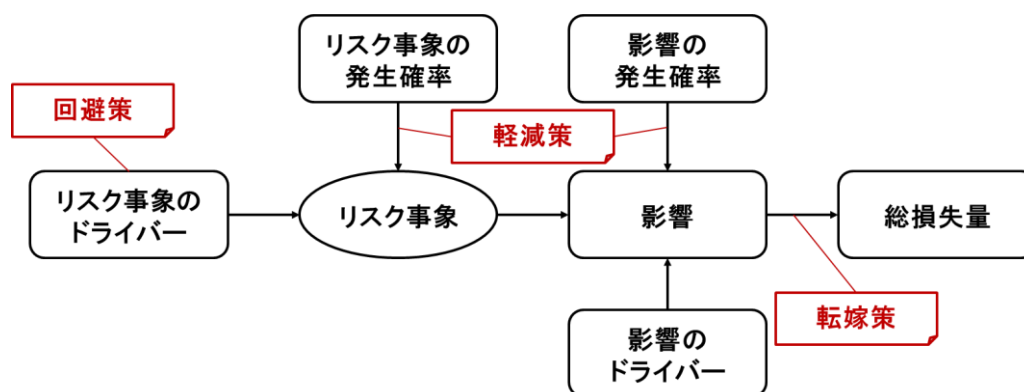 リスク事象の
発生確率
影響の
発生確率
回避策
軽減策
リスク事象の
ドライバー
リスク事象
影響
総損失量
転嫁策
影響の
ドライバー